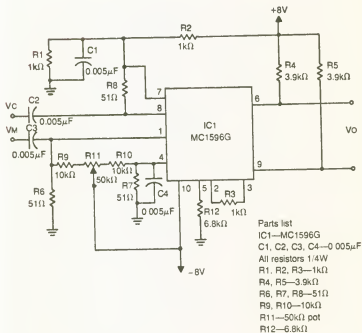 +8V
R2
1kΩ
R1
1kΩ
C1
0.005μF
R8
51Ω
R4
3.9kΩ
R5
3.9kΩ
C2
VC
0.005μF
VM
C3
0.005μF
7
8
1
4
6
9
10
5
2
3
IC1
MC1596G
VO
R9
10kΩ
R11
50kΩ
R10
10kΩ
R6
51Ω
R7
51Ω
C4
0 005μF
R12
6.8kΩ
R3
1kΩ
-8V
Parts list
IC1—MC1596G
C1, C2, C3, C4—0 005μF
All resistors 1/4W
R1, R2, R3—1kΩ
R4, R5—3.9kΩ
R6, R7, R8—51Ω
R9, R10—10kΩ
R11—50kΩ pot
R12—6.8kΩ